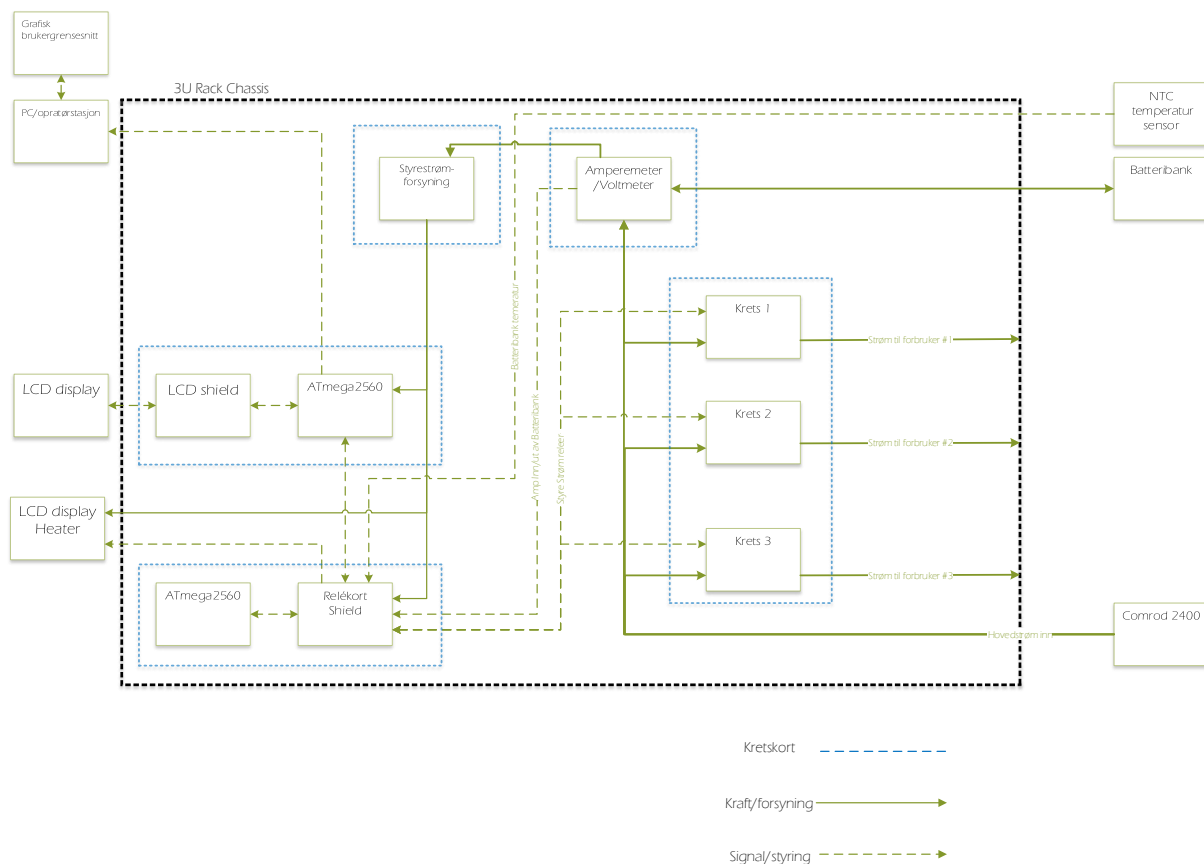 Grafisk
brukergrensesnitt
PC/opratørstasjon
3U Rack Chassis
NTC
temperatur
sensor
Styrestrøm-
forsyning
Amperemeter
/Voltmeter
Batteribank
Batteribank temeratur
Krets 1
Strøm til forbruker #1
LCD display
LCD shield
ATmega2560
Krets 2
Strøm til forbruker #2
Amp Inn/ut av Batteribank
Styre Strøm releer
LCD display
Heater
Krets 3
Strøm til forbruker #3
ATmega2560
Relékort
Shield
Comrod 2400
Hovedstrøm inn
Kretskort
Kraft/forsyning
Signal/styring